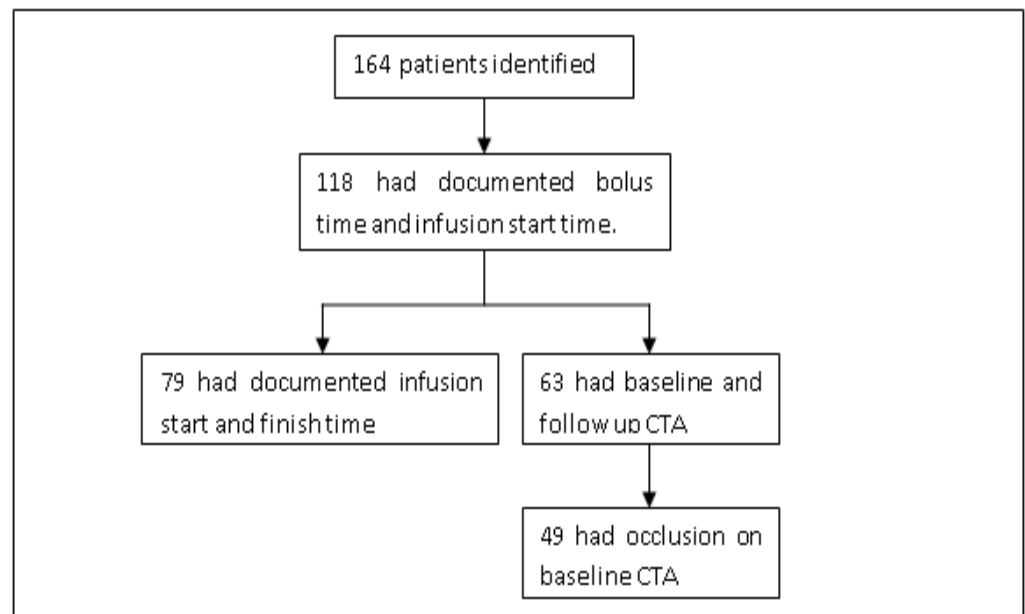 164 patients identified
118 had documented bolus
time and infusion start time.
79 had documented infusion
start and finish time
63 had baseline and
follow up CTA
49 had occlusion on
baseline CTA